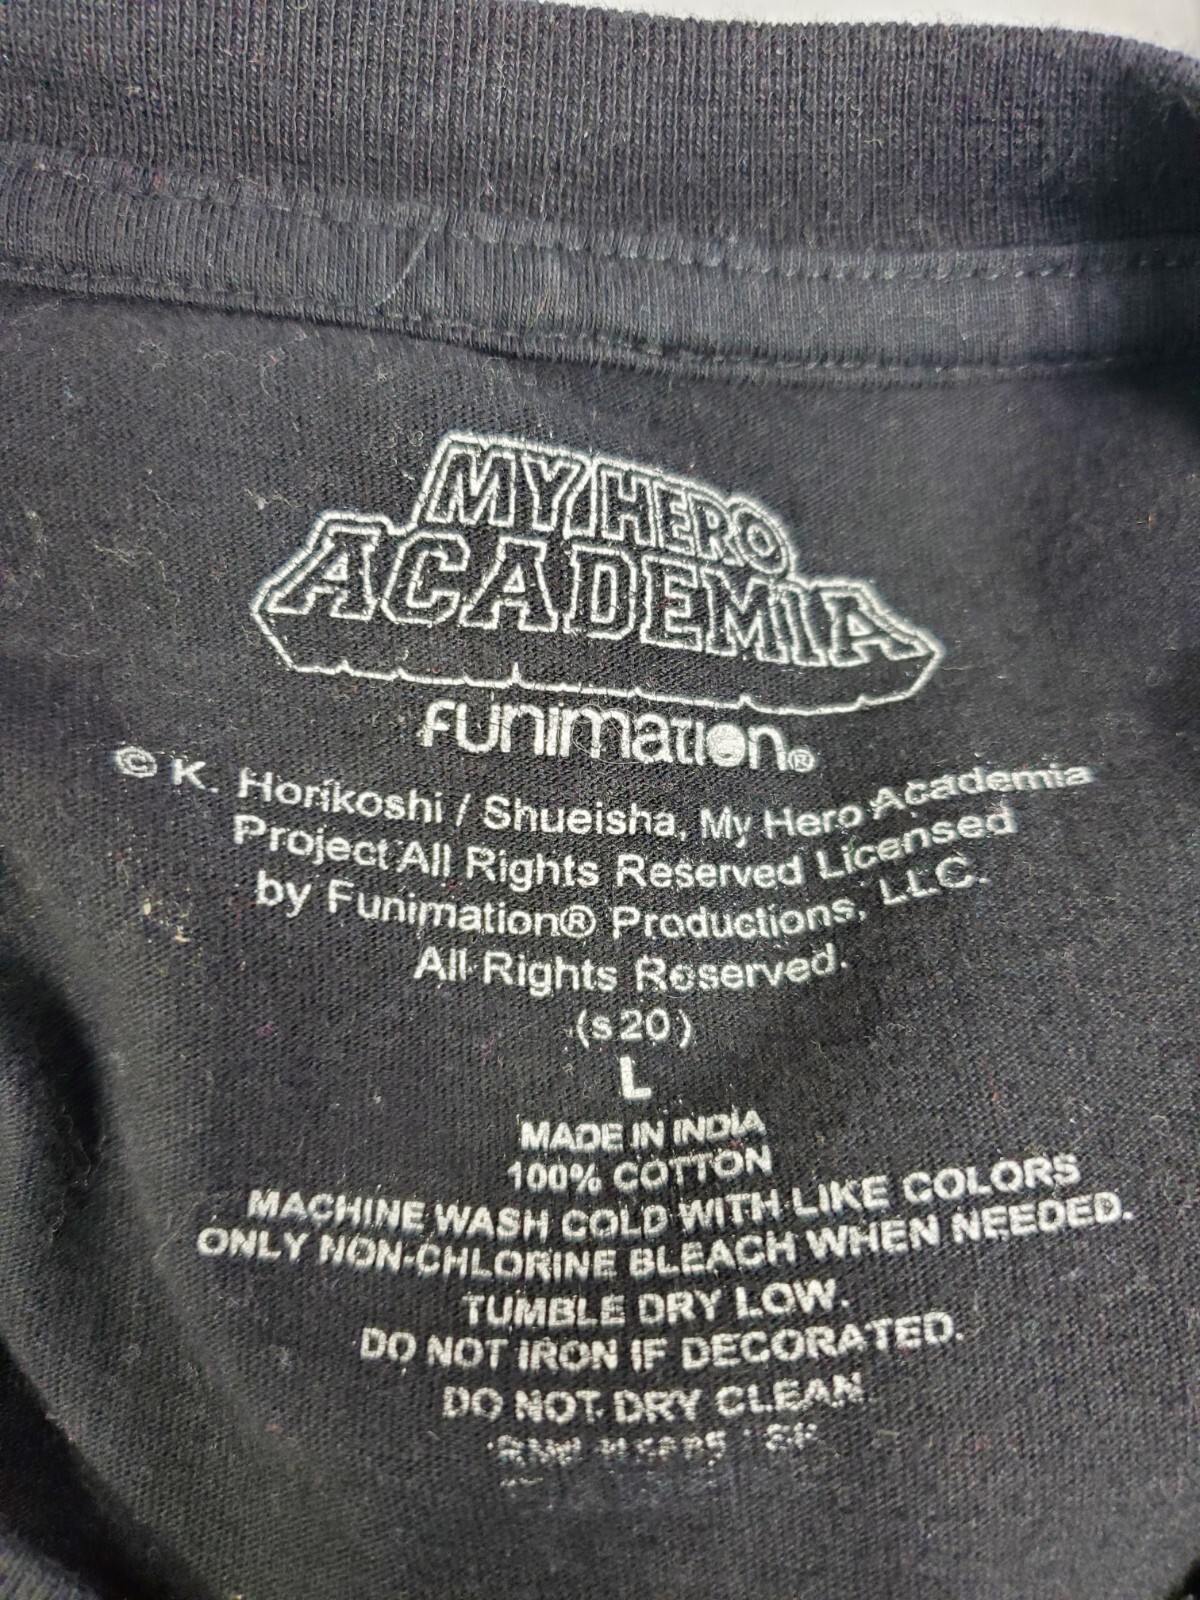 MY HERO
ACADEMIA
FUNimation®
© K. Horikoshi / Shueisha, My Hero Academia
Project All Rights Reserved Licensed
by Funimation® Productions, LLC.
All Rights Reserved.
(s20)
L
MADE IN INDIA
100% COTTON
MACHINE WASH COLD WITH LIKE COLORS
ONLY NON-CHLORINE BLEACH WHEN NEEDED.
TUMBLE DRY LOW.
DO NOT IRON IF DECORATED.
DO NOT DRY CLEAN